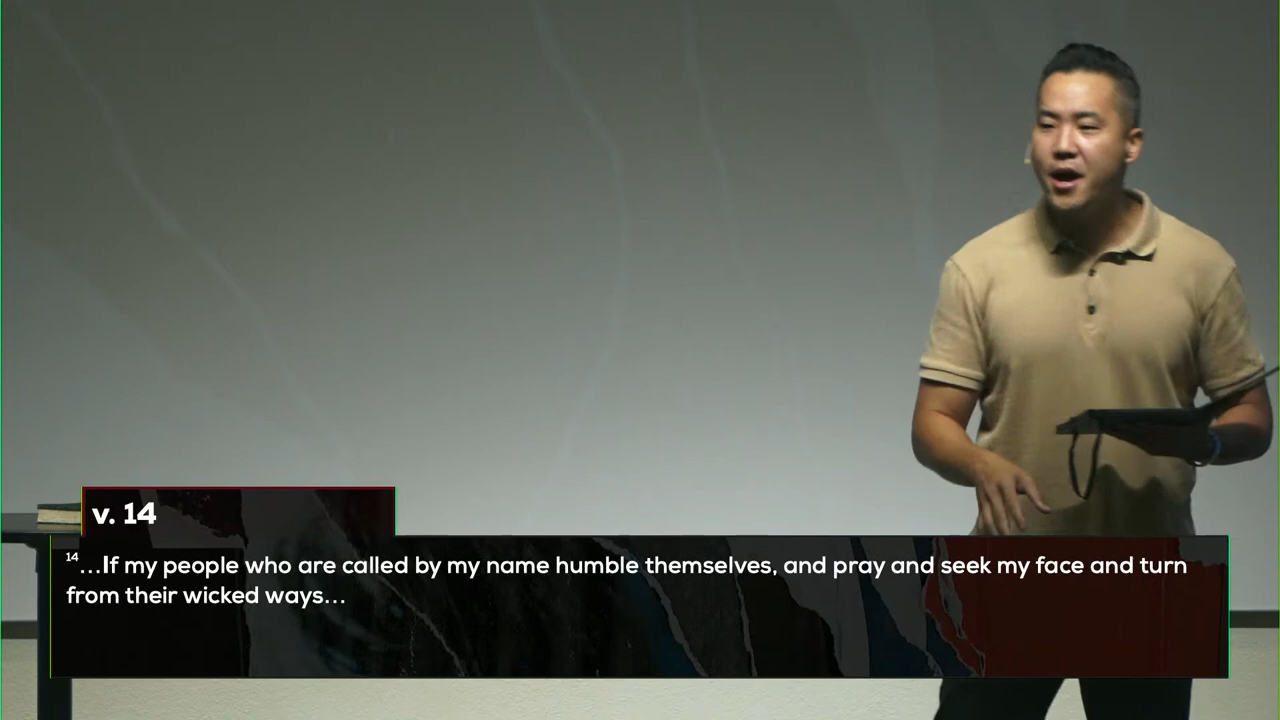 v. 14
14...If my people who are called by my name humble themselves, and pray and seek my face and turn
from their wicked ways...